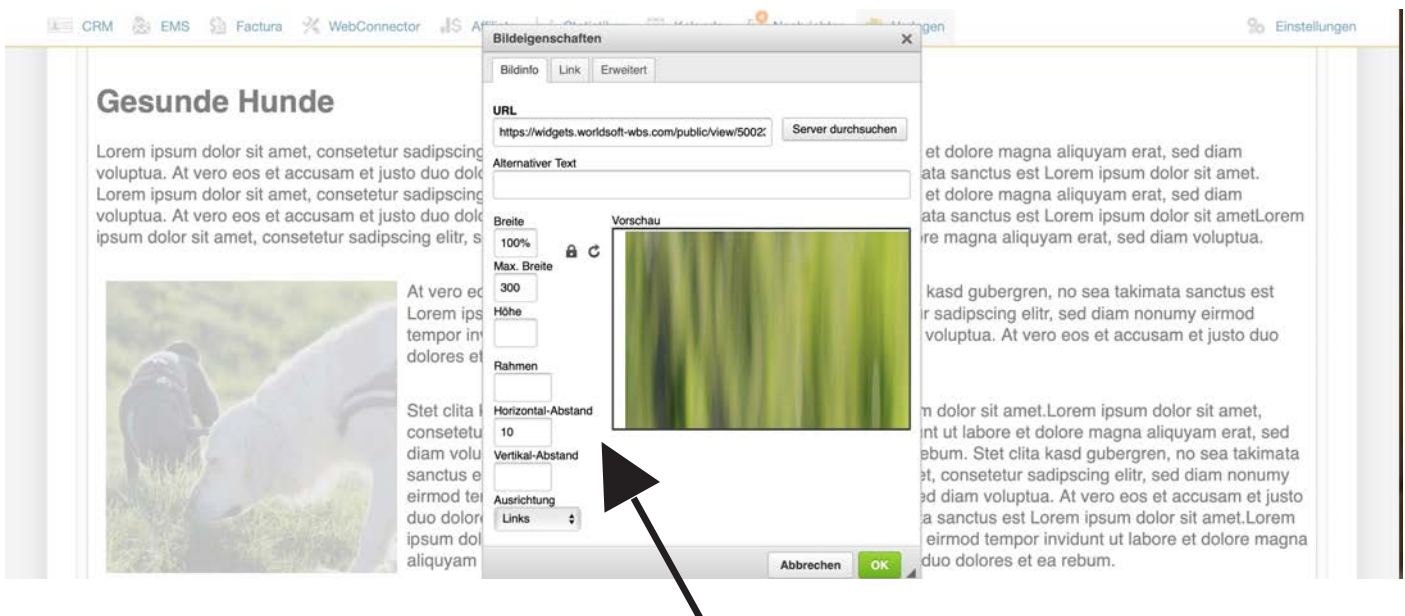 CRM EMS Factura WebConnector Einstellungen
Bildeigenschaften
Bildinfo Link Erweitert
URL
https://widgets.worldsoft-wbs.com/public/view/5002 Server durchsuchen
Alternativer Text
Breite
100%
Max. Breite
300
Höhe
Rahmen
Horizontal-Abstand
10
Vertikal-Abstand
Ausrichtung
Links
Vorschau
Abbrechen OK
Gesunde Hunde
Lorem ipsum dolor sit amet, consetetur sadipscing et dolore magna aliquyam erat, sed diam
voluptua. At vero eos et accusam et justo duo sanctus est Lorem ipsum dolor sit amet.
Lorem ipsum dolor sit amet, consetetur sadipscing et dolore magna aliquyam erat, sed diam
voluptua. At vero eos et accusam et justo duo sanctus est Lorem ipsum dolor sit ametLorem
ipsum dolor sit amet, consetetur sadipscing elitr, magna aliquyam erat, sed diam voluptua.
At vero kasd gubergren, no sea takimata sanctus est
Lorem sadipscing elitr, sed diam nonumy eirmod
tempor voluptua. At vero eos et accusam et justo duo
dolores
Stet clita dolor sit amet.Lorem ipsum dolor sit amet,
ut labore et dolore magna aliquyam erat, sed
diam Stet clita kasd gubergren, no sea takimata
sanctus consetetur sadipscing elitr, sed diam nonumy
eirmod diam voluptua. At vero eos et accusam et justo
duo sanctus est Lorem ipsum dolor sit amet.Lorem
ipsum eirmod tempor invidunt ut labore et dolore magna
aliquyam duo dolores et ea rebum.